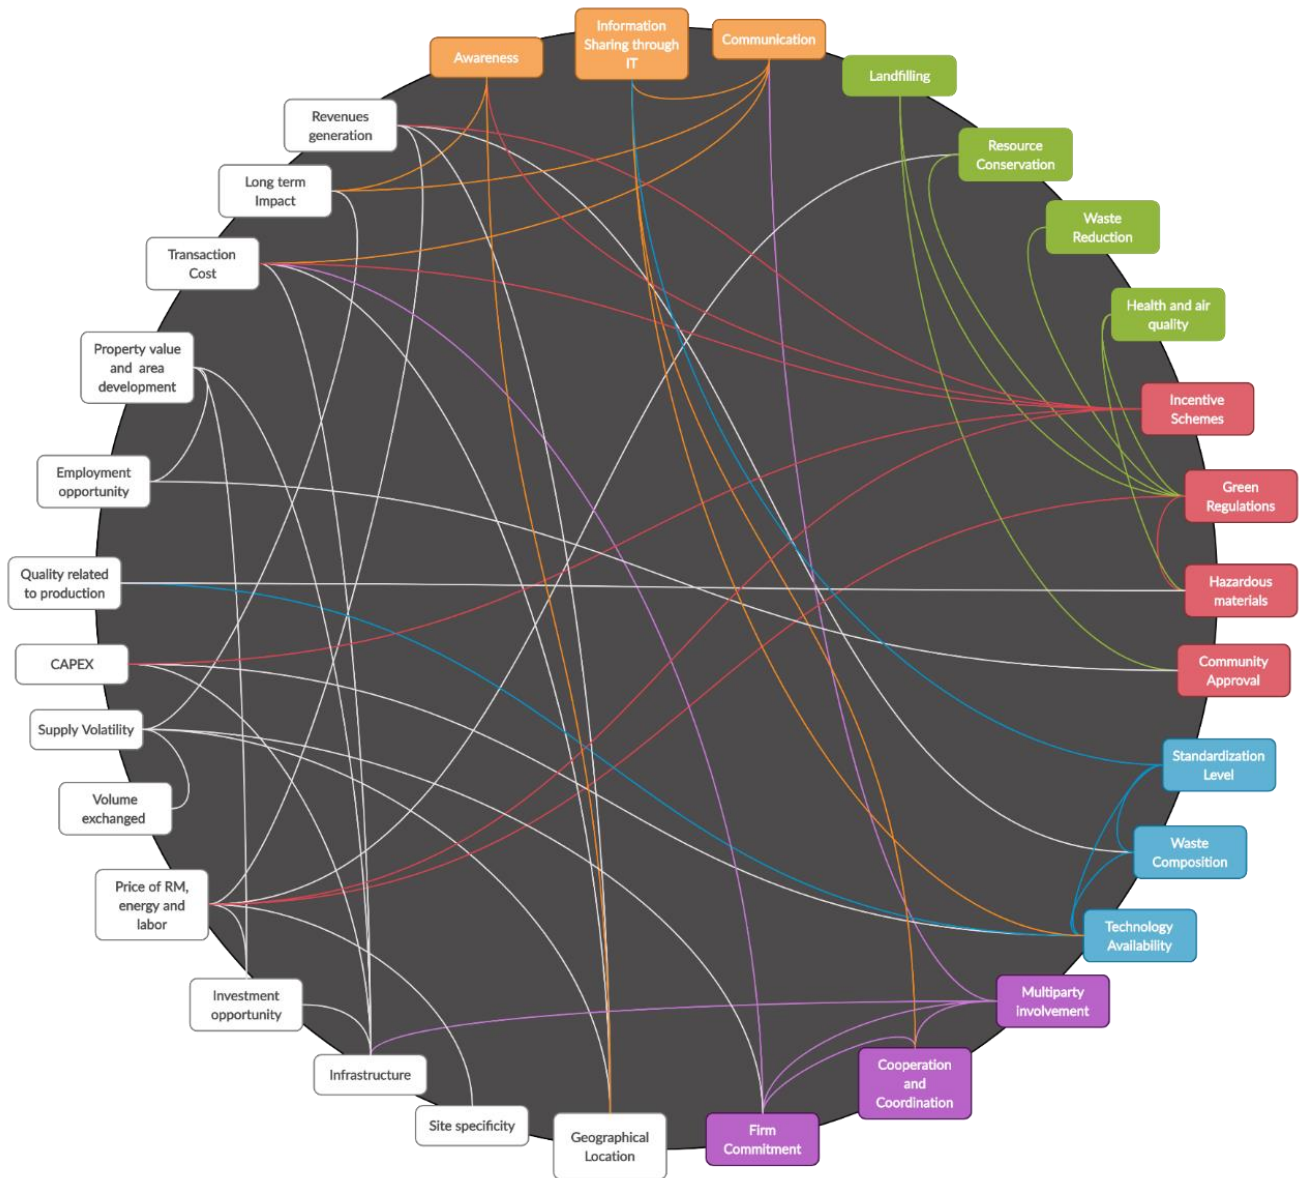 Information
Sharing through
IT
Communication
Awareness
Landfilling
Revenues
generation
Resource
Conservation
Long term
Impact
Waste
Reduction
Transaction
Cost
Health and air
quality
Property value
and area
development
Incentive
Schemes
Employment
opportunity
Green
Regulations
Quality related
to production
Hazardous
materials
CAPEX
Community
Approval
Supply Volatility
Standardization
Level
Volume
exchanged
Waste
Composition
Price of RM,
energy and
labor
Technology
Availability
Investment
opportunity
Multiparty
involvement
Infrastructure
Cooperation
and
Coordination
Site specificity
Geographical
Location
Firm
Commitment